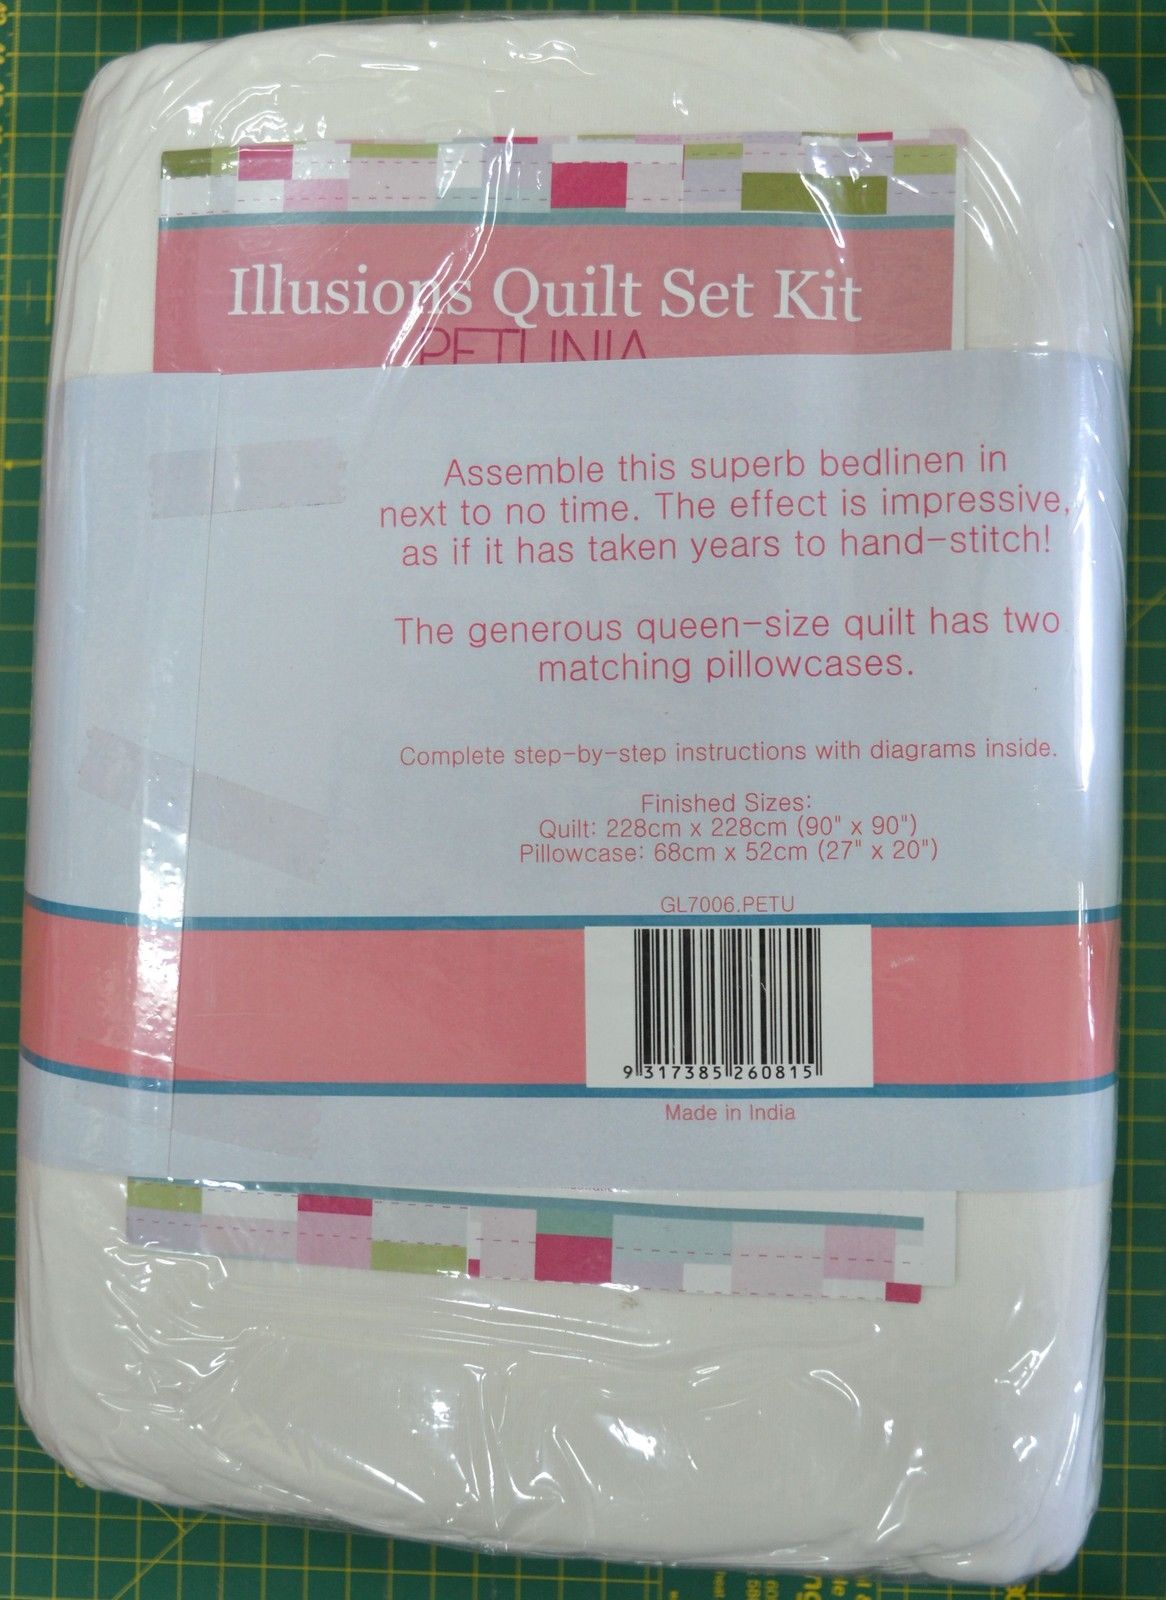 Illusions Quilt Set Kit
PETUNIA
Assemble this superb bedlinen in
next to no time. The effect is impressive,
as if it has taken years to hand-stitch!
The generous queen-size quilt has two
matching pillowcases.
Complete step-by-step instructions with diagrams inside.
Finished Sizes:
Quilt: 228cm x 228cm (90" x 90")
Pillowcase: 68cm x 52cm (27" x 20")
GL7006.PETU
9 317385 260815
Made in India